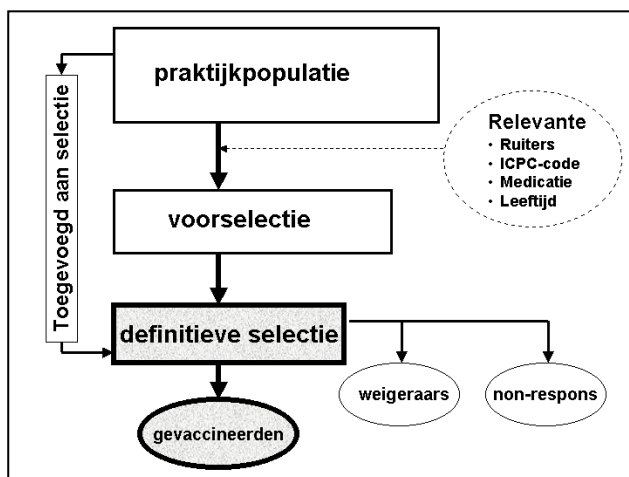 praktijkpopulatie
Toegevoegd aan selectie
Relevante
• Ruiters
• ICPC-code
• Medicatie
• Leeftijd
voorselectie
definitieve selectie
weigeraars
non-respons
gevaccineerden